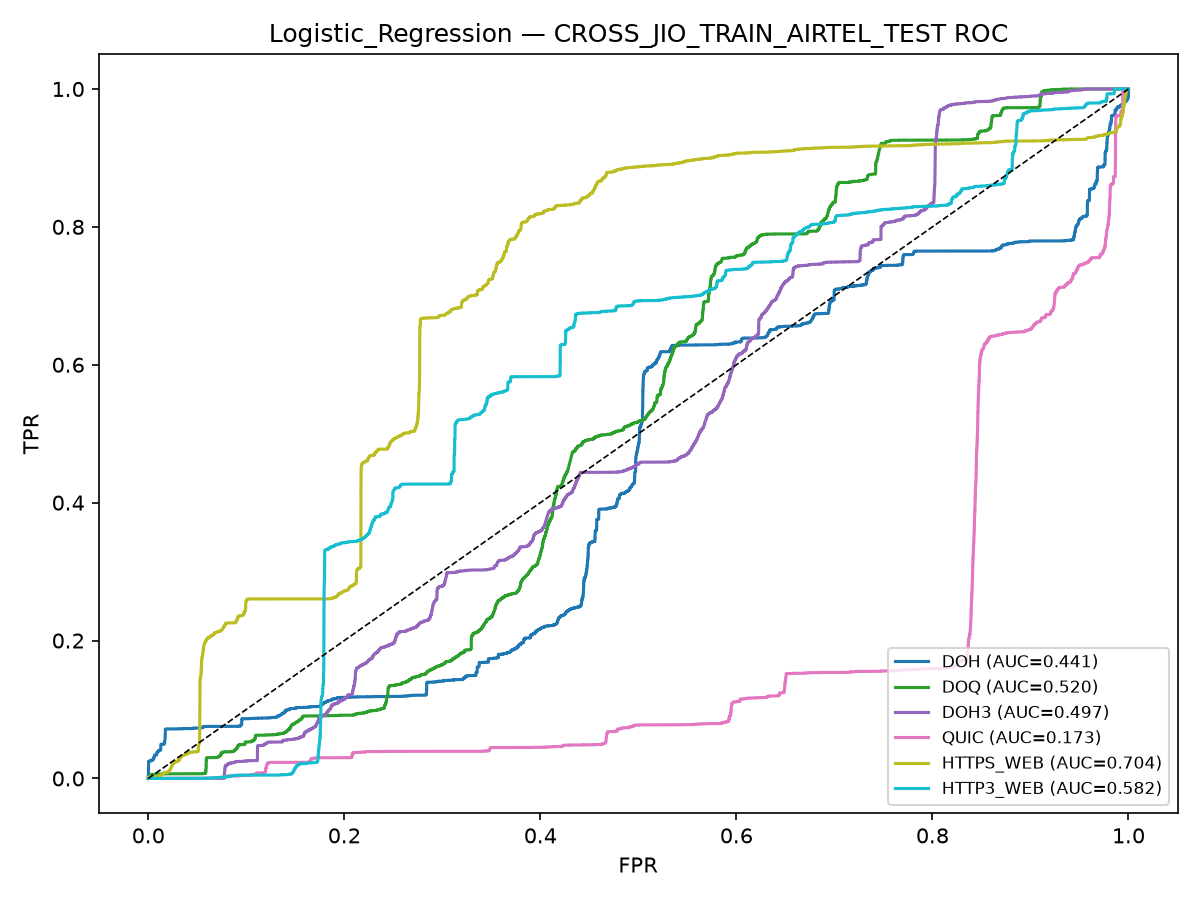 Logistic_Regression — CROSS_JIO_TRAIN_AIRTEL_TEST ROC
TPR
1.0
0.8
0.6
0.4
0.2
0.0
0.0 0.2 0.4 0.6 0.8 1.0
FPR
DOH (AUC=0.441)
DOQ (AUC=0.520)
DOH3 (AUC=0.497)
QUIC (AUC=0.173)
HTTPS_WEB (AUC=0.704)
HTTP3_WEB (AUC=0.582)